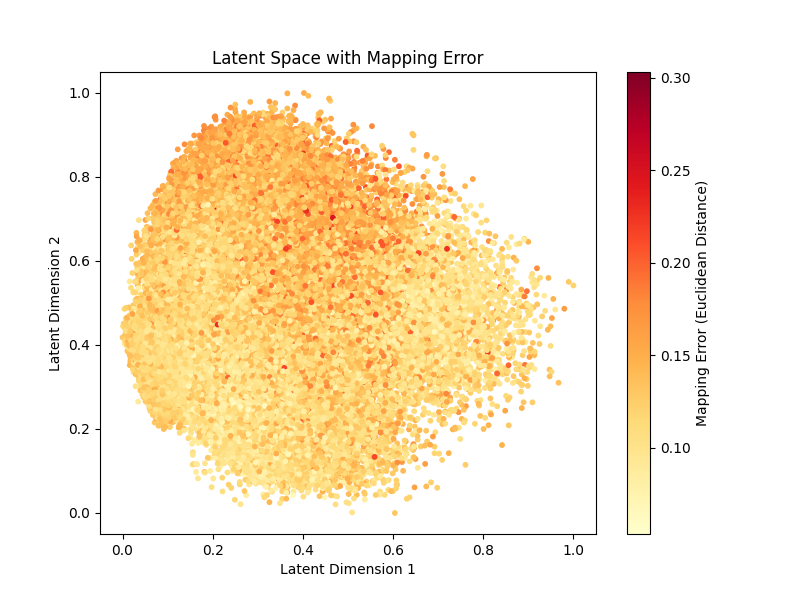 Latent Space with Mapping Error
1.0
0.8
0.6
0.4
0.2
0.0
Latent Dimension 2
0.0 0.2 0.4 0.6 0.8 1.0
Latent Dimension 1
0.30
0.25
0.20
0.15
0.10
Mapping Error (Euclidean Distance)